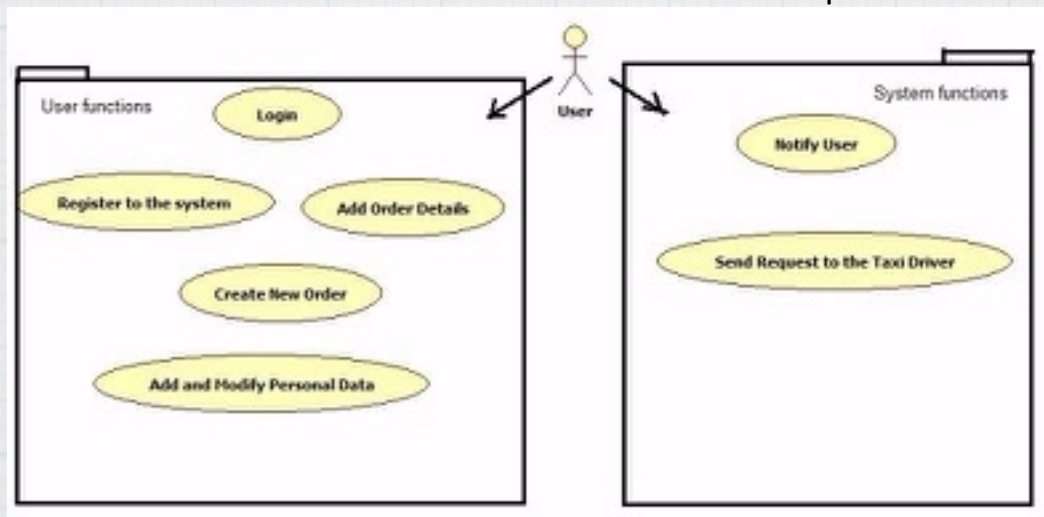 User functions
Login
Register to the system
Add Order Details
Create New Order
Add and Modify Personal Data
User
System functions
Notify User
Send Request to the Taxi Driver